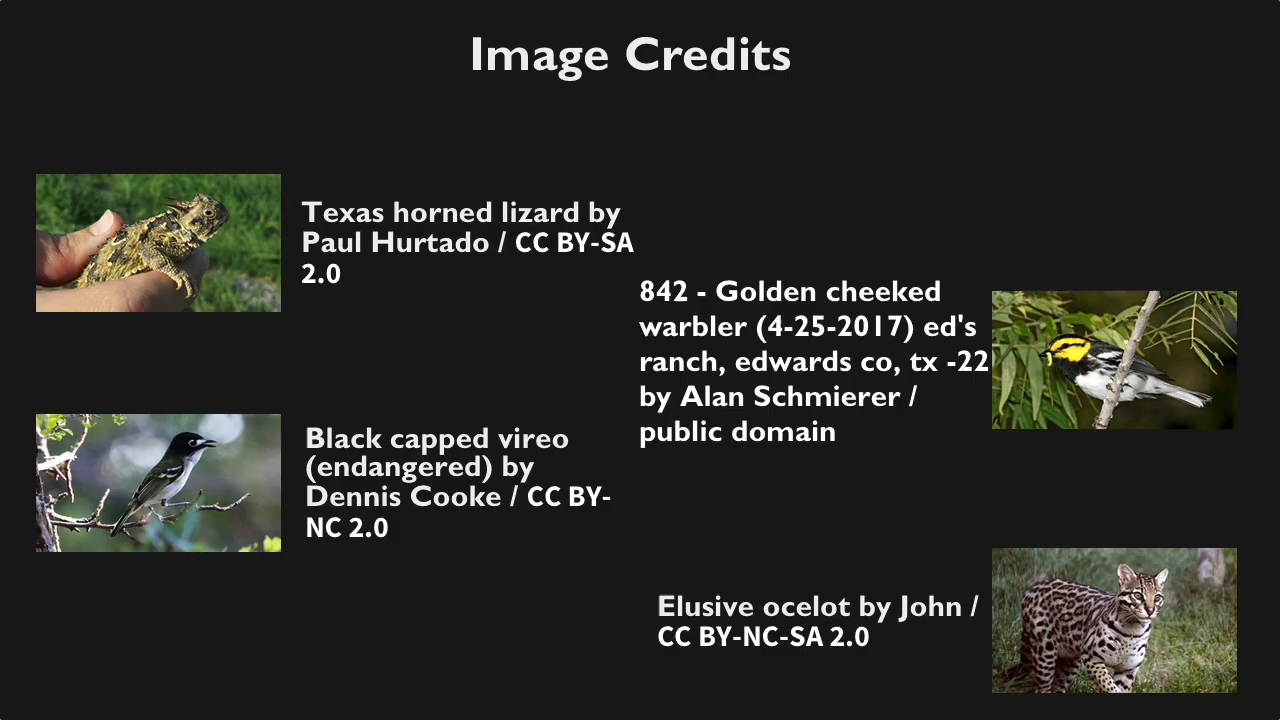 Image Credits
Texas horned lizard by
Paul Hurtado / CC BY-SA
2.0
842 - Golden cheeked
warbler (4-25-2017) ed's
ranch, edwards co, tx -22
by Alan Schmierer /
public domain
Black capped vireo
(endangered) by
Dennis Cooke / CC BY-
NC 2.0
Elusive ocelot by John /
CC BY-NC-SA 2.0